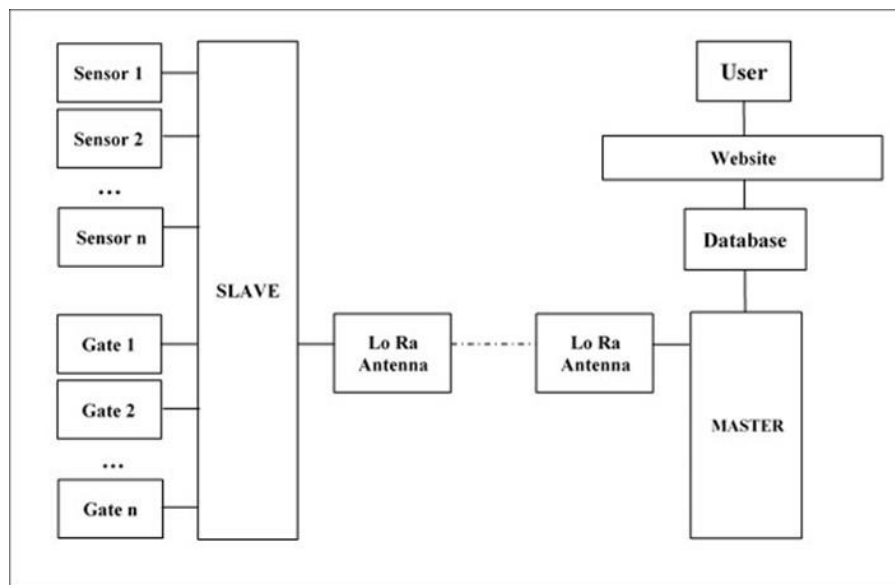 Sensor 1
Sensor 2
...
Sensor n
Gate 1
Gate 2
...
Gate n
SLAVE
Lo Ra
Antenna
Lo Ra
Antenna
User
Website
Database
MASTER